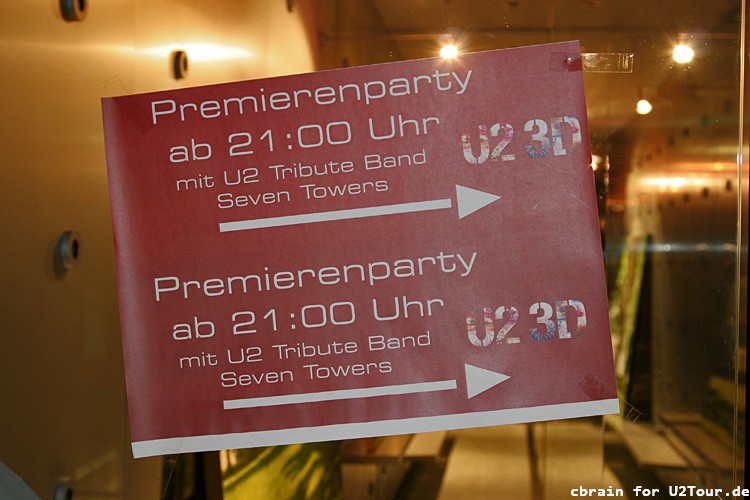 Premierenparty
ab 21:00 Uhr
mit U2 Tribute Band
Seven Towers
U2 3D
Premierenparty
ab 21:00 Uhr
mit U2 Tribute Band
Seven Towers
U2 3D
cbrain for U2Tour.de